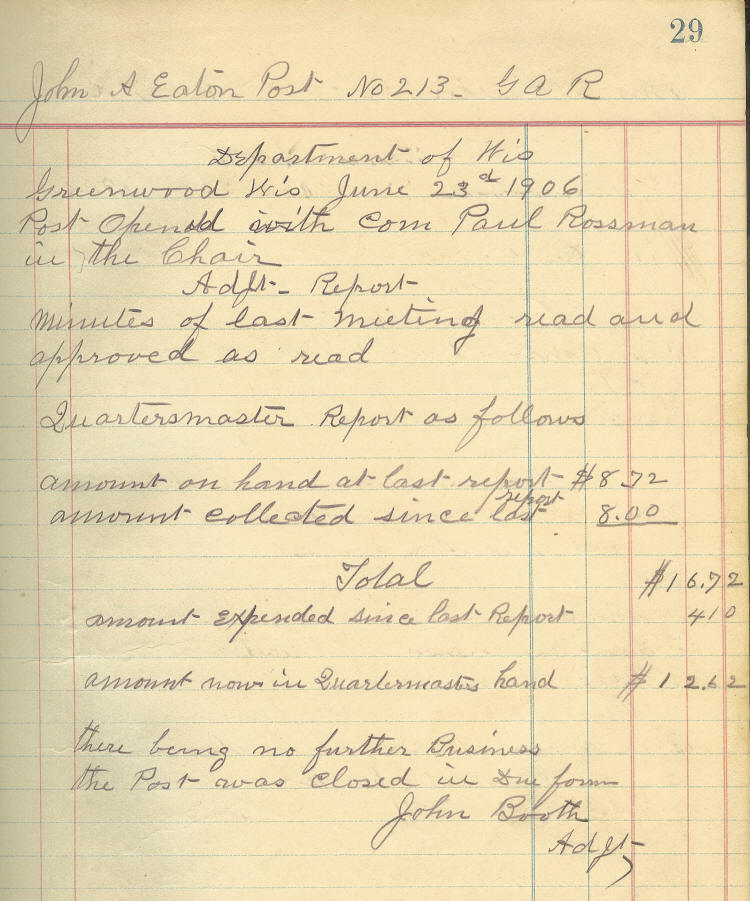 29
John A Eaton Post No 213 - G A R
Department of Wis
Greenwood Wis June 23d 1906
Post Opened with Com Paul Rossman
in the Chair
Adjt - Report
minutes of last meeting read and
approved as read
Quartersmaster Report as follows
amount on hand at last report $8.72
report
amount collected since last 8.00
Total $16.72
amount Expended since last Report 410
amount now in Quartermasters hand $12.62
there being no further Business
the Post was closed in Due form
John Booth
Adjt